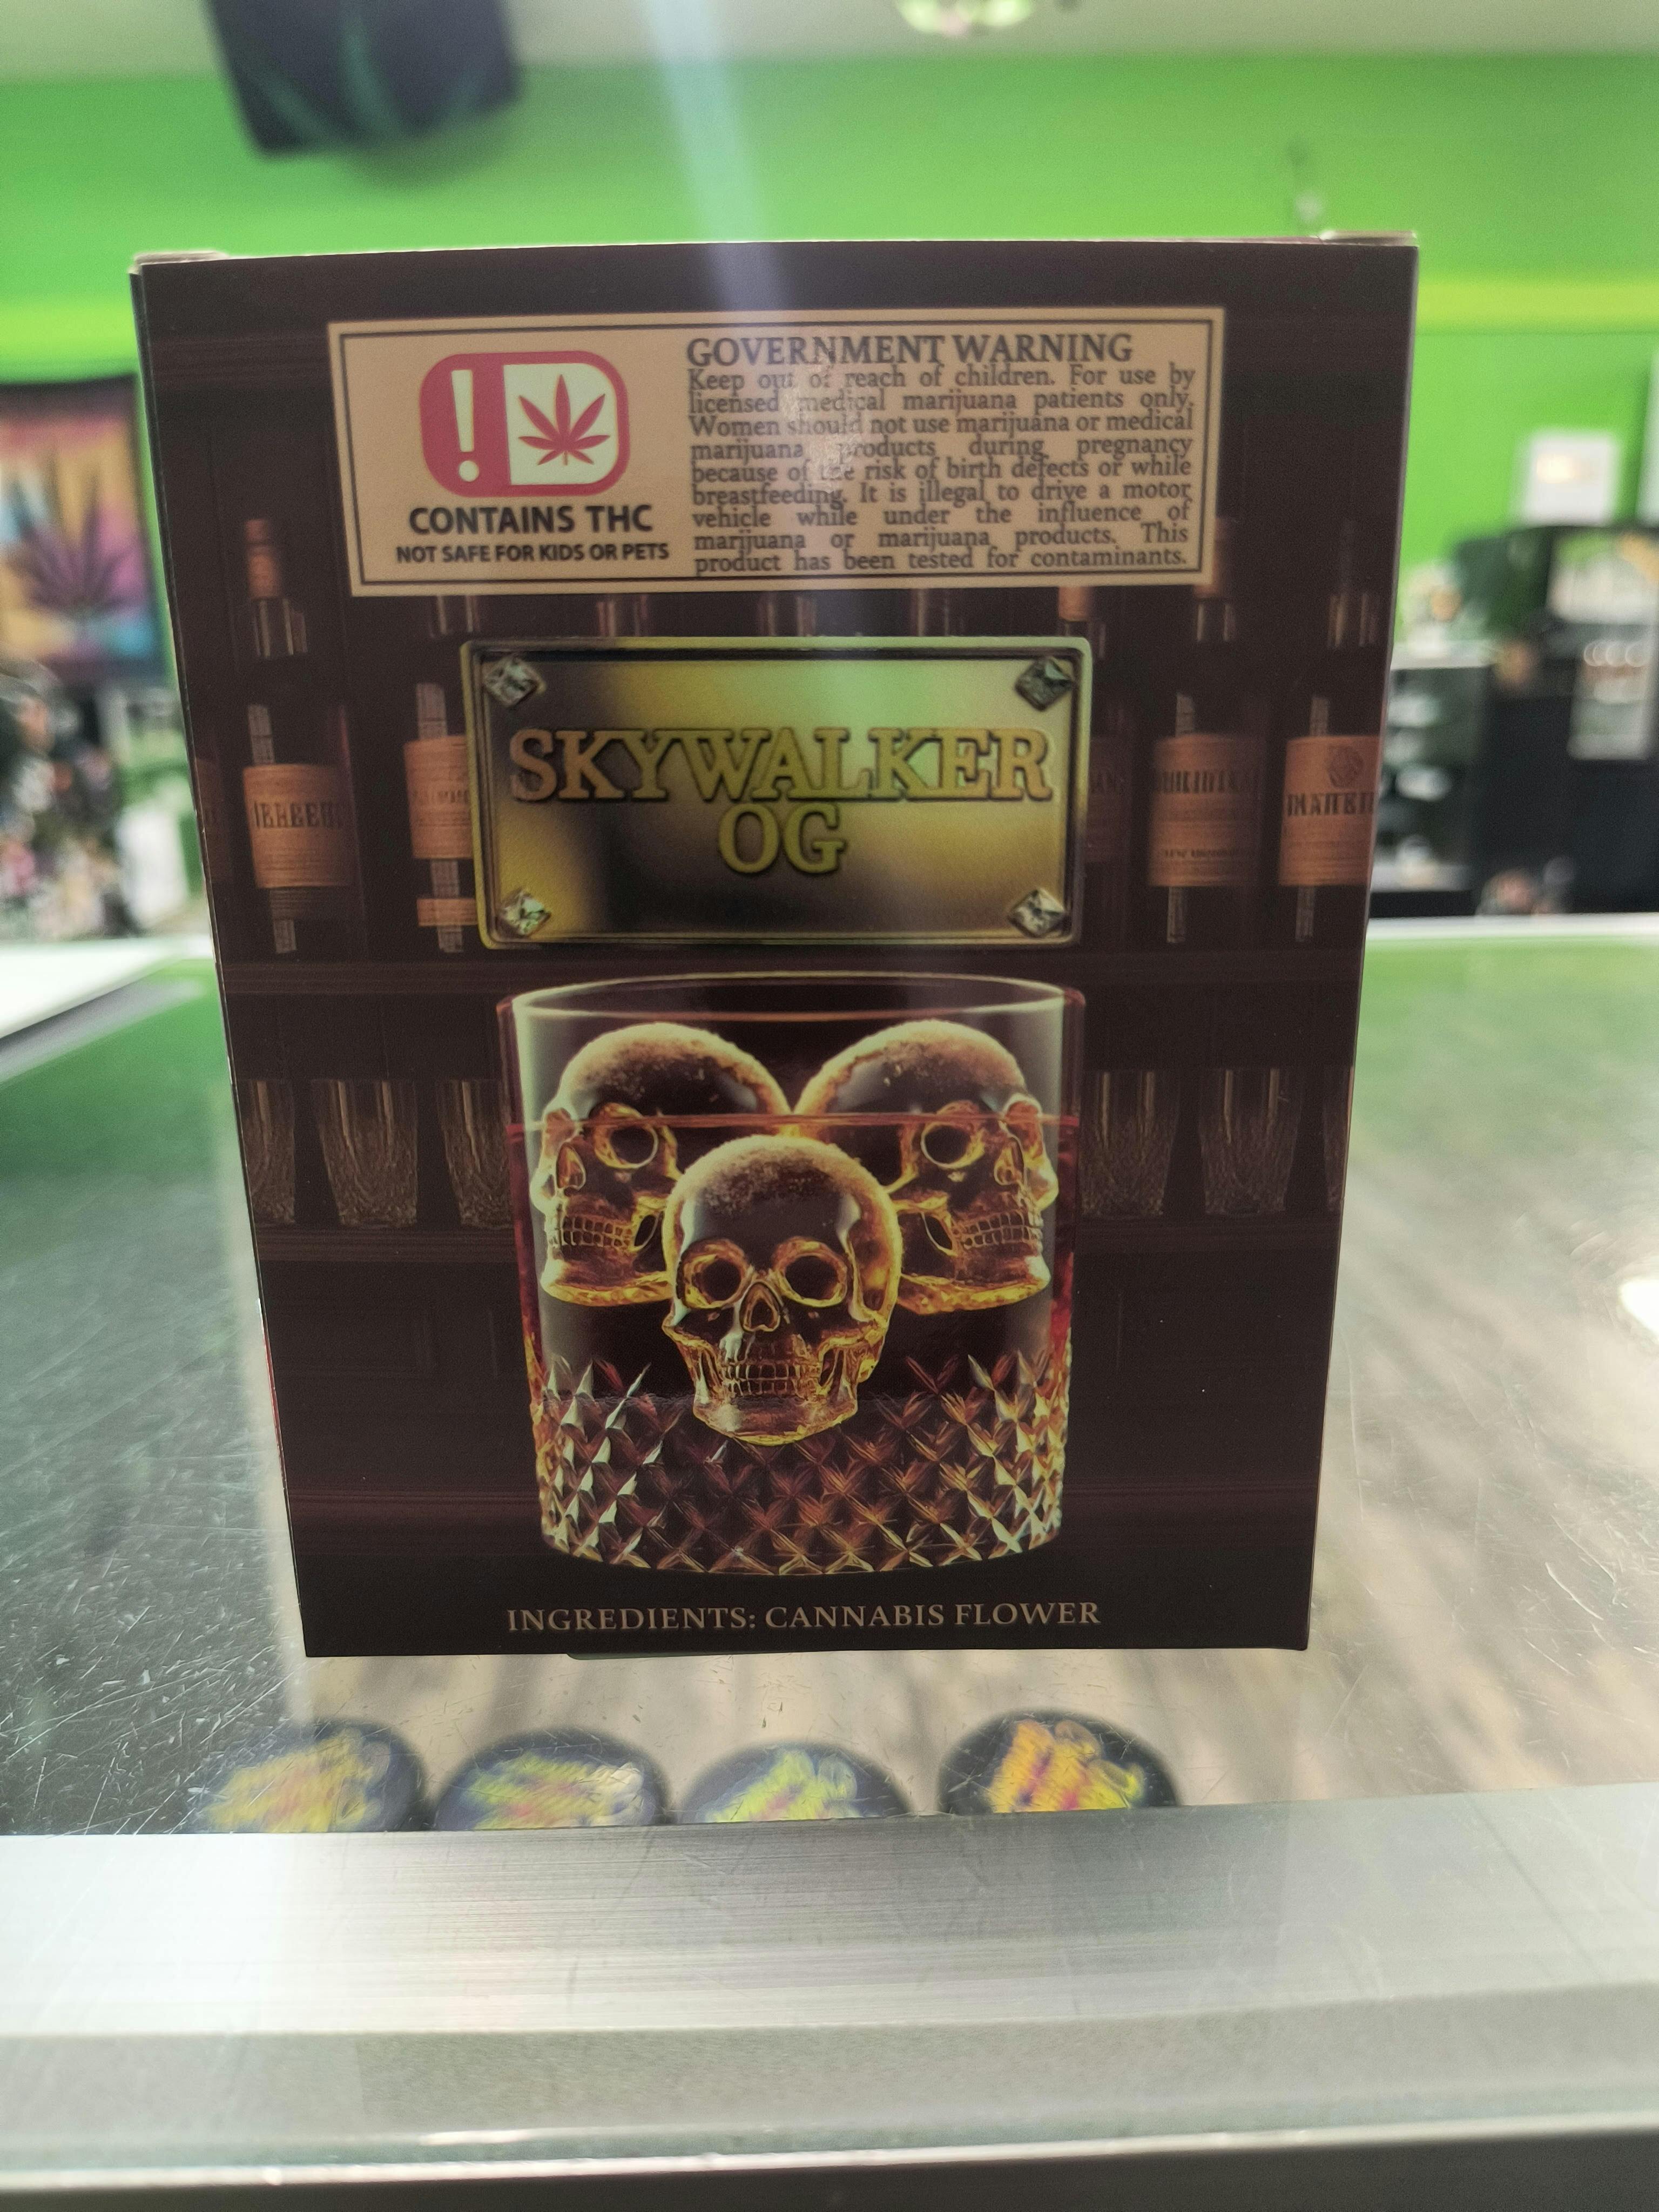 GOVERNMENT WARNING
Keep out of reach of children. For use by
licensed medical marijuana patients only.
Women should not use marijuana or medical
marijuana products during pregnancy
because of the risk of birth defects or while
breastfeeding. It is illegal to drive a motor
vehicle while under the influence of
marijuana or marijuana products. This
product has been tested for contaminants.
CONTAINS THC
NOT SAFE FOR KIDS OR PETS
SKYWALKER
OG
INGREDIENTS: CANNABIS FLOWER